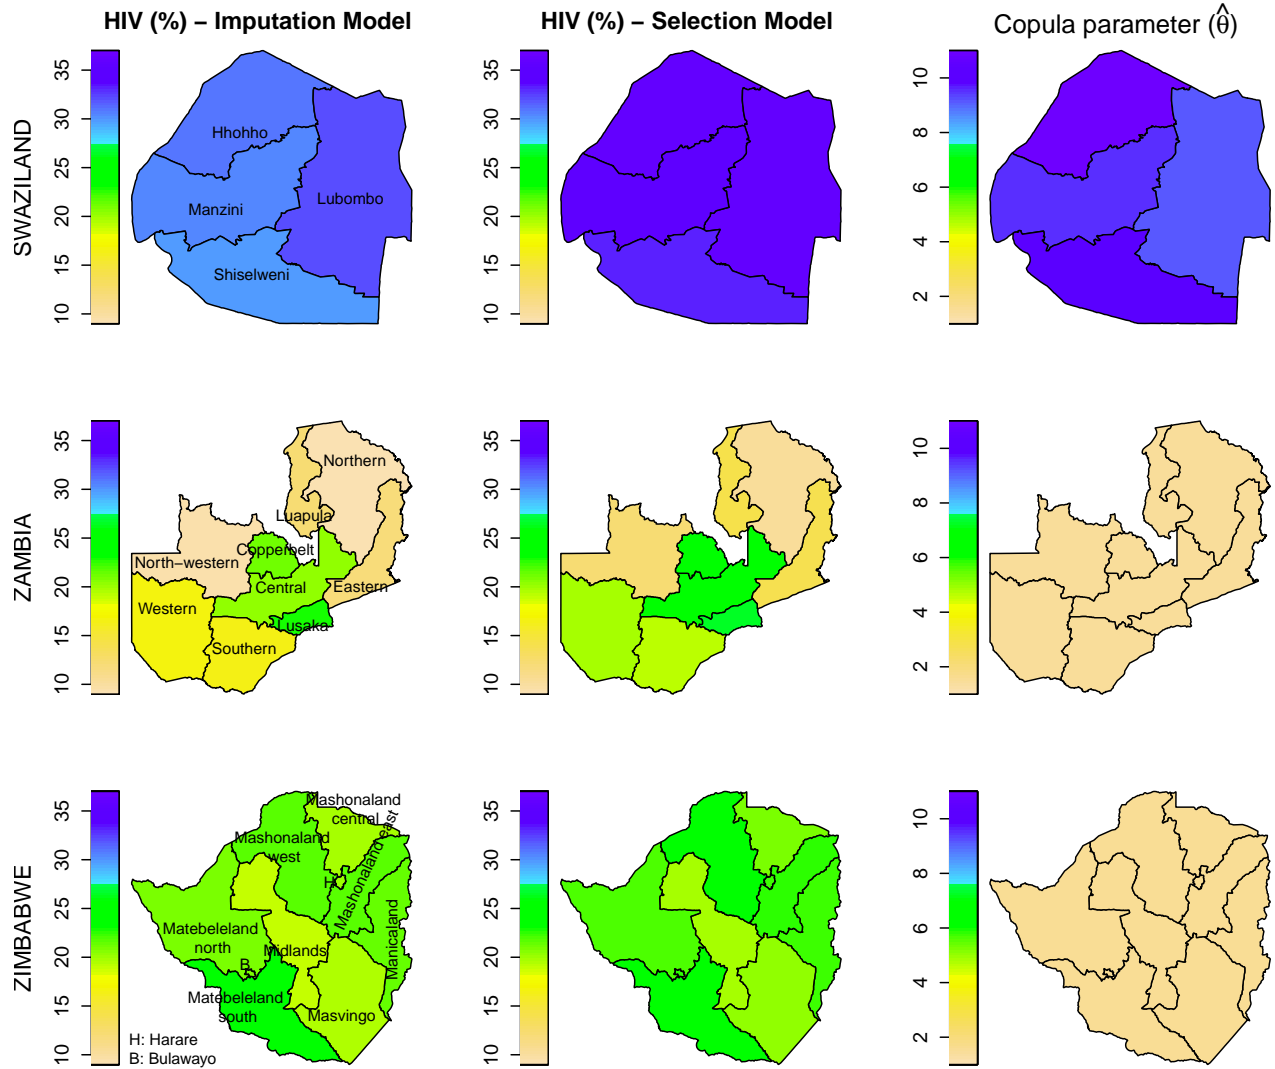 HIV (%) – Imputation Model
HIV (%) – Selection Model
Copula parameter (θ̂)
SWAZILAND
10 15 20 25 30 35
Hhohho
Manzini
Lubombo
Shiselweni
10 15 20 25 30 35
2 4 6 8 10
ZAMBIA
10 15 20 25 30 35
Northern
Luapula
Copperbelt
North−western
Central
Eastern
Western
Lusaka
Southern
10 15 20 25 30 35
2 4 6 8 10
ZIMBABWE
10 15 20 25 30 35
Mashonaland
central
Mashonaland
west
Mashonaland east
H
Manicaland
Matebeleland
north
Midlands
B
Matebeleland
south
Masvingo
H: Harare
B: Bulawayo
10 15 20 25 30 35
2 4 6 8 10